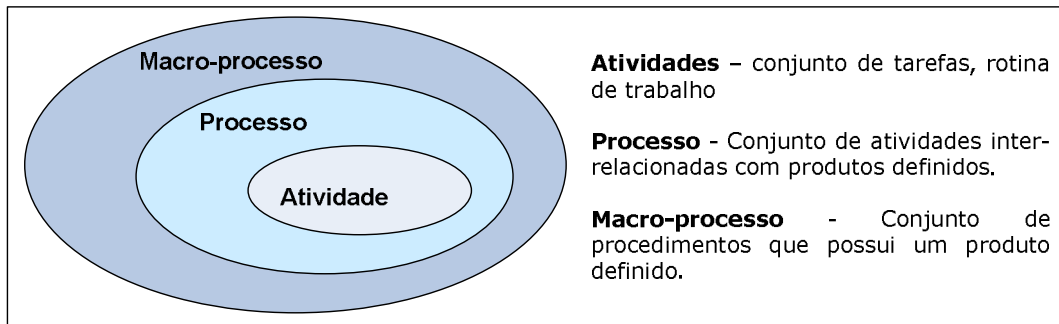 Macro-processo
Processo
Atividade
Atividades – conjunto de tarefas, rotina
de trabalho
Processo - Conjunto de atividades inter-
relacionadas com produtos definidos.
Macro-processo - Conjunto de
procedimentos que possui um produto
definido.